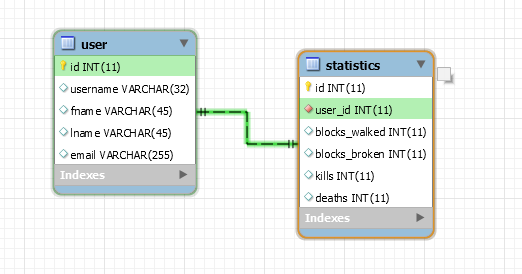 user
id INT(11)
username VARCHAR(32)
fname VARCHAR(45)
lname VARCHAR(45)
email VARCHAR(255)
Indexes
statistics
id INT(11)
user_id INT(11)
blocks_walked INT(11)
blocks_broken INT(11)
kills INT(11)
deaths INT(11)
Indexes